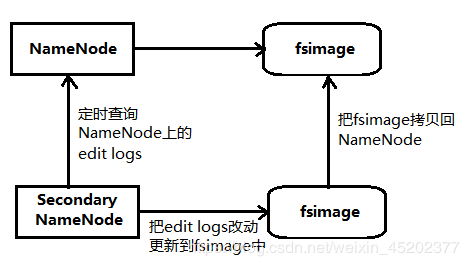 NameNode
fsimage
定时查询
NameNode上的
edit logs
把fsimage拷贝回
NameNode
Secondary
NameNode
把edit logs改动
更新到fsimage中
fsimage
csdn.net/weixin_45202377